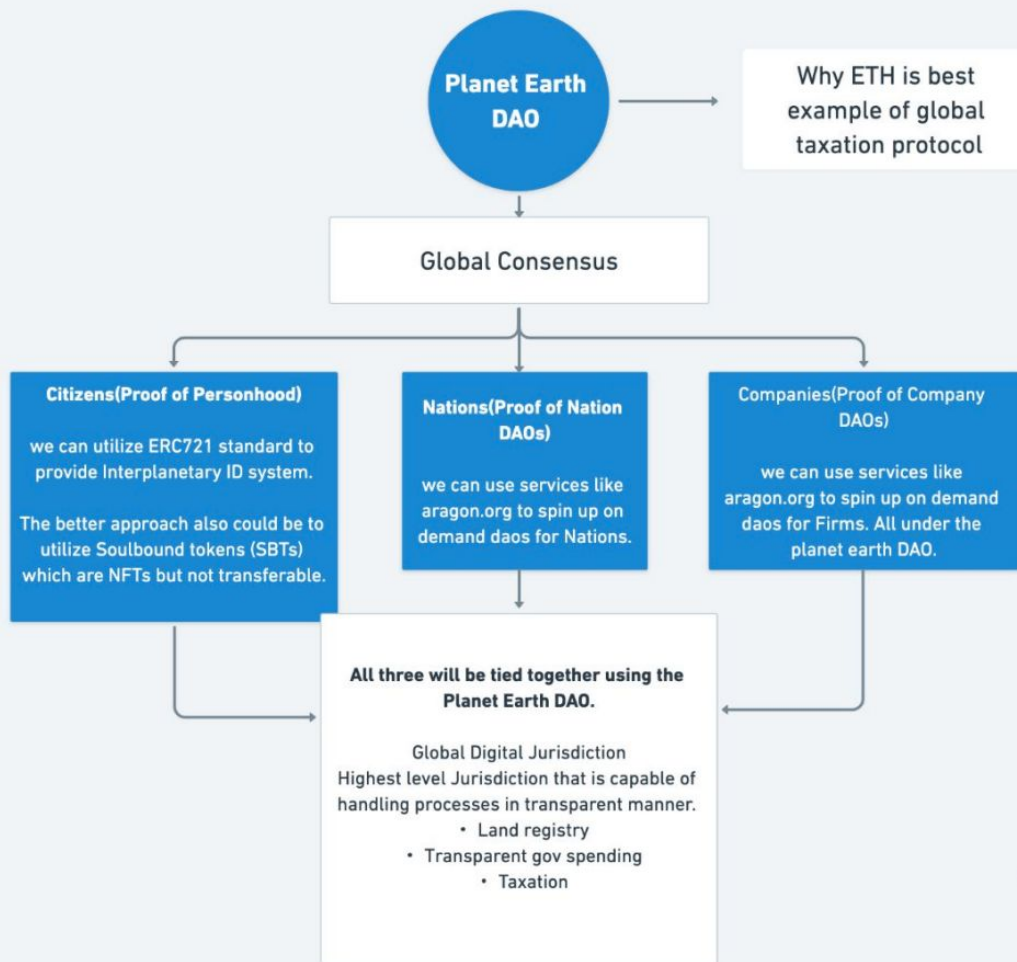 Planet Earth
DAO
Why ETH is best
example of global
taxation protocol
Global Consensus
Citizens(Proof of Personhood)
we can utilize ERC721 standard to
provide Interplanetary ID system.
The better approach also could be to
utilize Soulbound tokens (SBTs)
which are NFTs but not transferable.
Nations(Proof of Nation
DAOs)
we can use services like
aragon.org to spin up on
demand daos for Nations.
Companies(Proof of Company
DAOs)
we can use services like
aragon.org to spin up on demand
daos for Firms. All under the
planet earth DAO.
All three will be tied together using the
Planet Earth DAO.
Global Digital Jurisdiction
Highest level Jurisdiction that is capable of
handling processes in transparent manner.
• Land registry
• Transparent gov spending
• Taxation